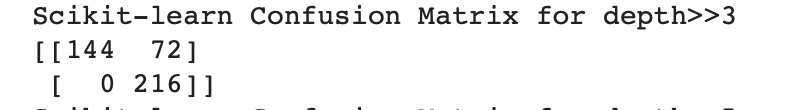 Scikit-learn Confusion Matrix for depth>>3
[[144  72]
 [  0 216]]